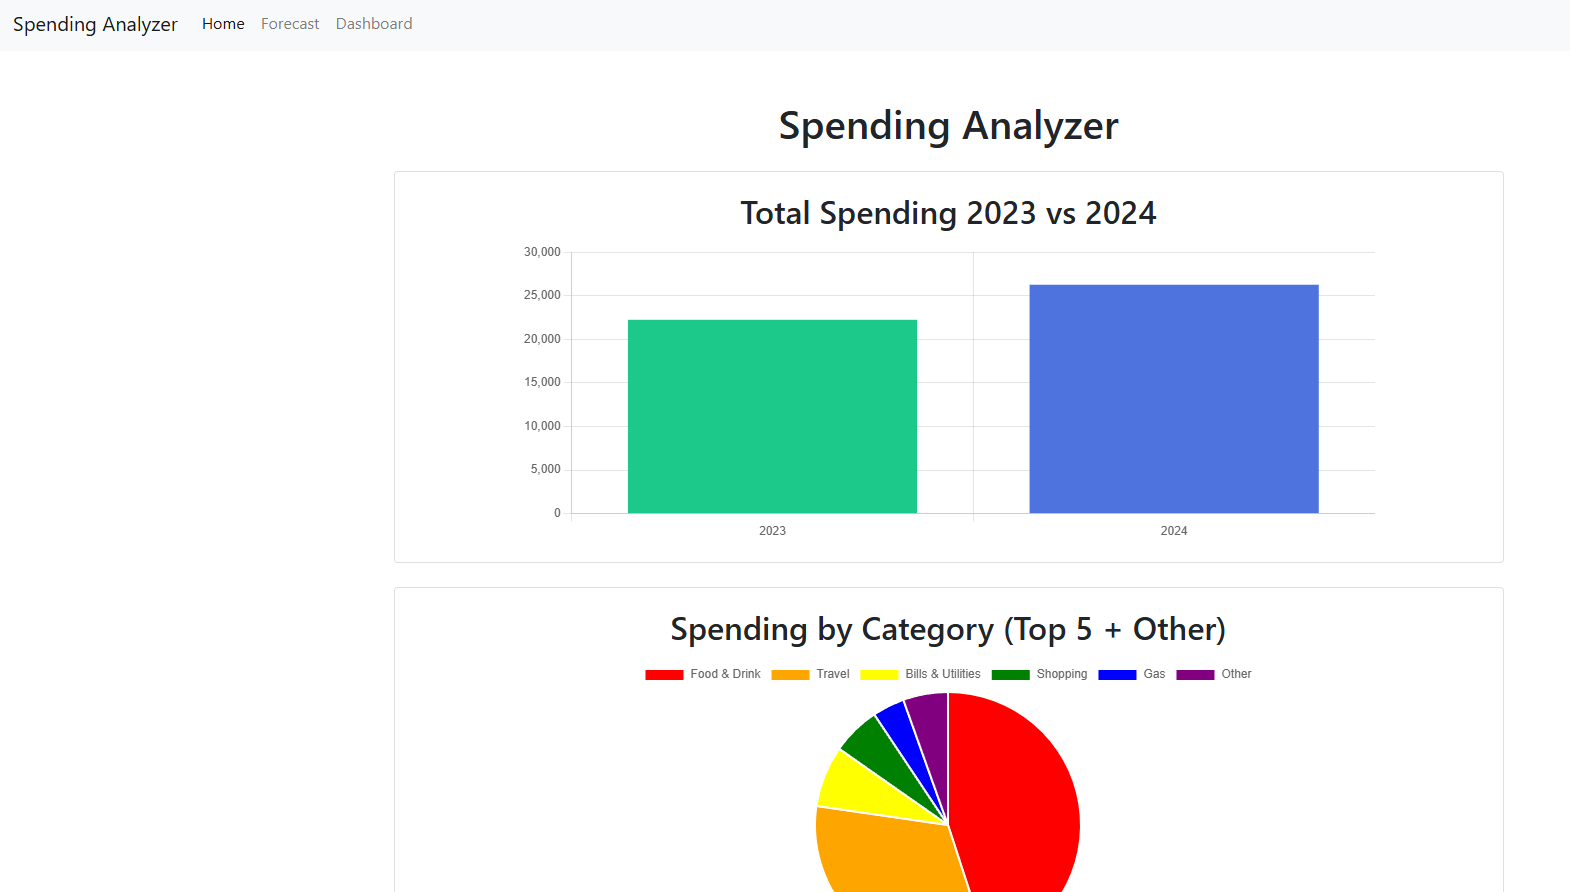 Spending Analyzer Home Forecast Dashboard
Spending Analyzer
Total Spending 2023 vs 2024
30,000
25,000
20,000
15,000
10,000
5,000
0
2023 2024
Spending by Category (Top 5 + Other)
Food & Drink Travel Bills & Utilities Shopping Gas Other